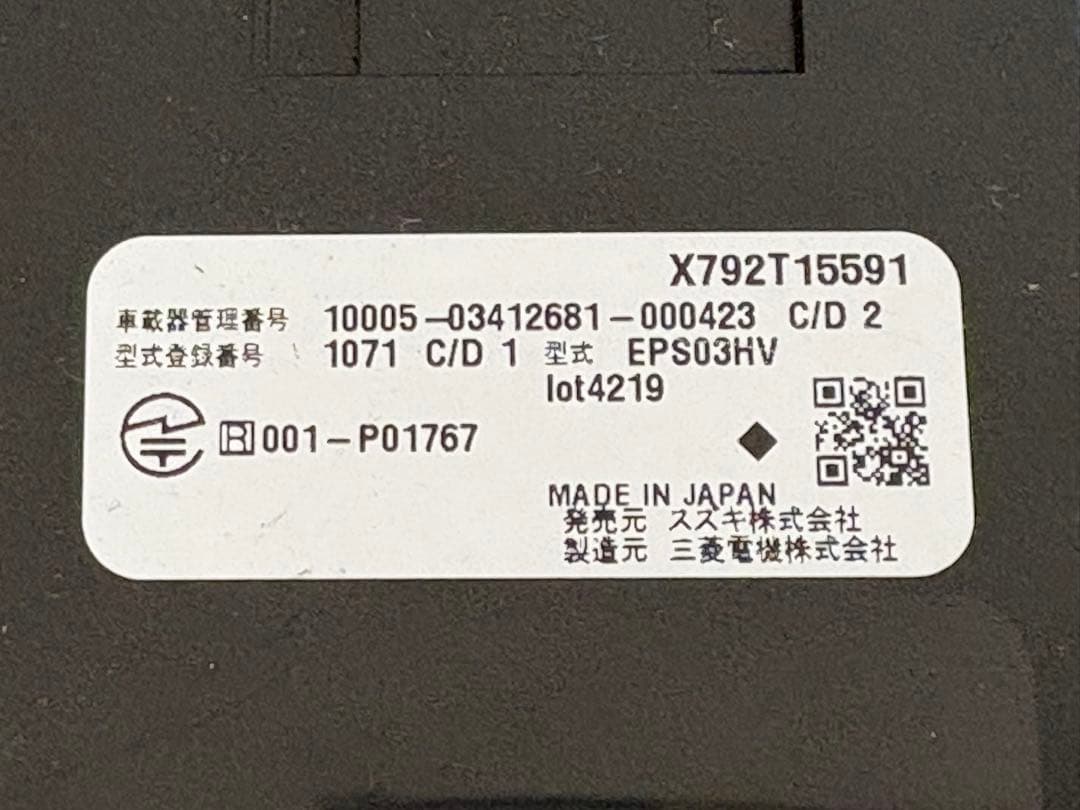 X792T15591
車載器管理番号 10005-03412681-000423 C/D 2
型式登録番号 1071 C/D 1 型式 EPS03HV
lot4219
R 001-P01767
MADE IN JAPAN
発売元 スズキ株式会社
製造元 三菱電機株式会社